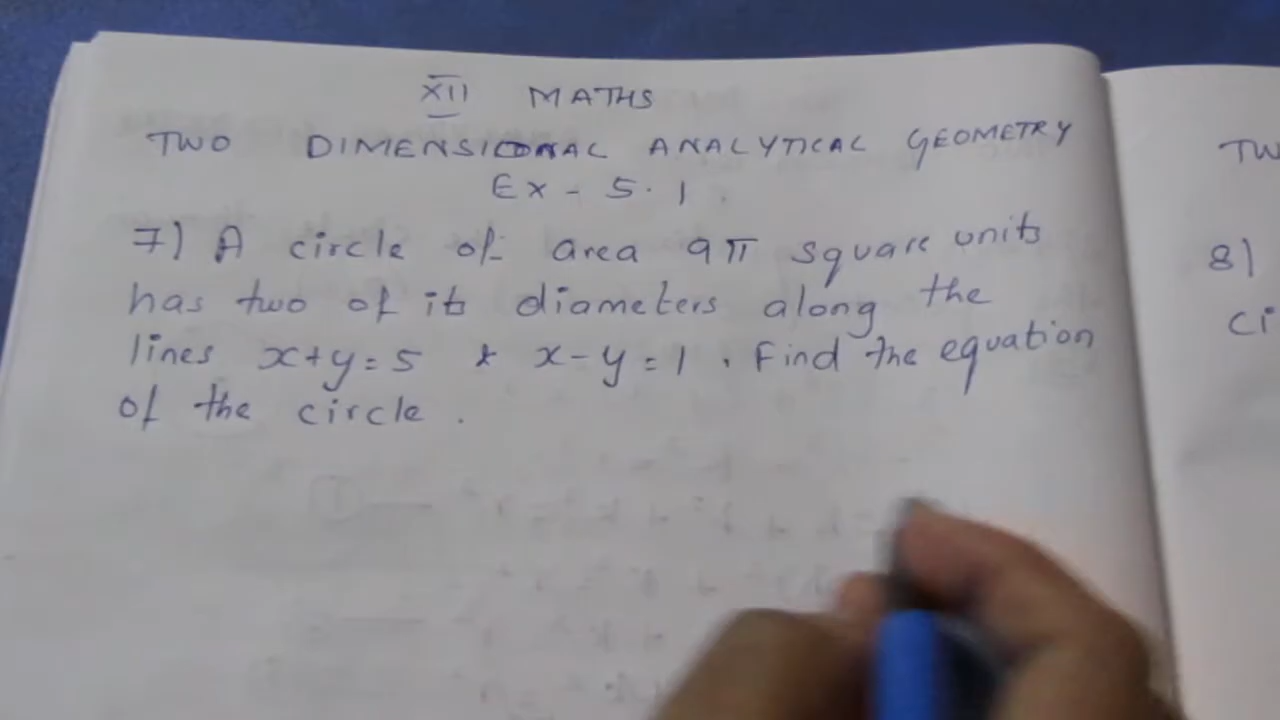 XII MATHS
TWO DIMENSIONAL ANALYTICAL GEOMETRY
Ex - 5.1
7) A circle of area 9π square units
has two of its diameters along the
lines x+y=5 & x-y=1. Find the equation
of the circle.
TW
8)
ci